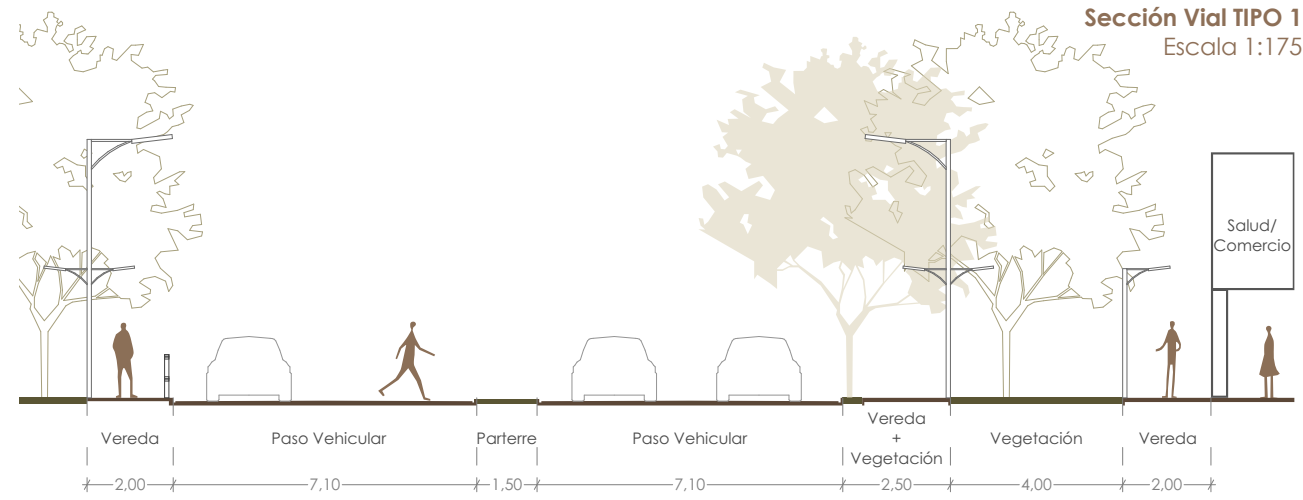 Sección Vial TIPO 1
Escala 1:175
Salud/
Comercio
Vereda
Paso Vehicular
Parterre
Paso Vehicular
Vereda
+
Vegetación
Vegetación
Vereda
2,00
7,10
1,50
7,10
2,50
4,00
2,00